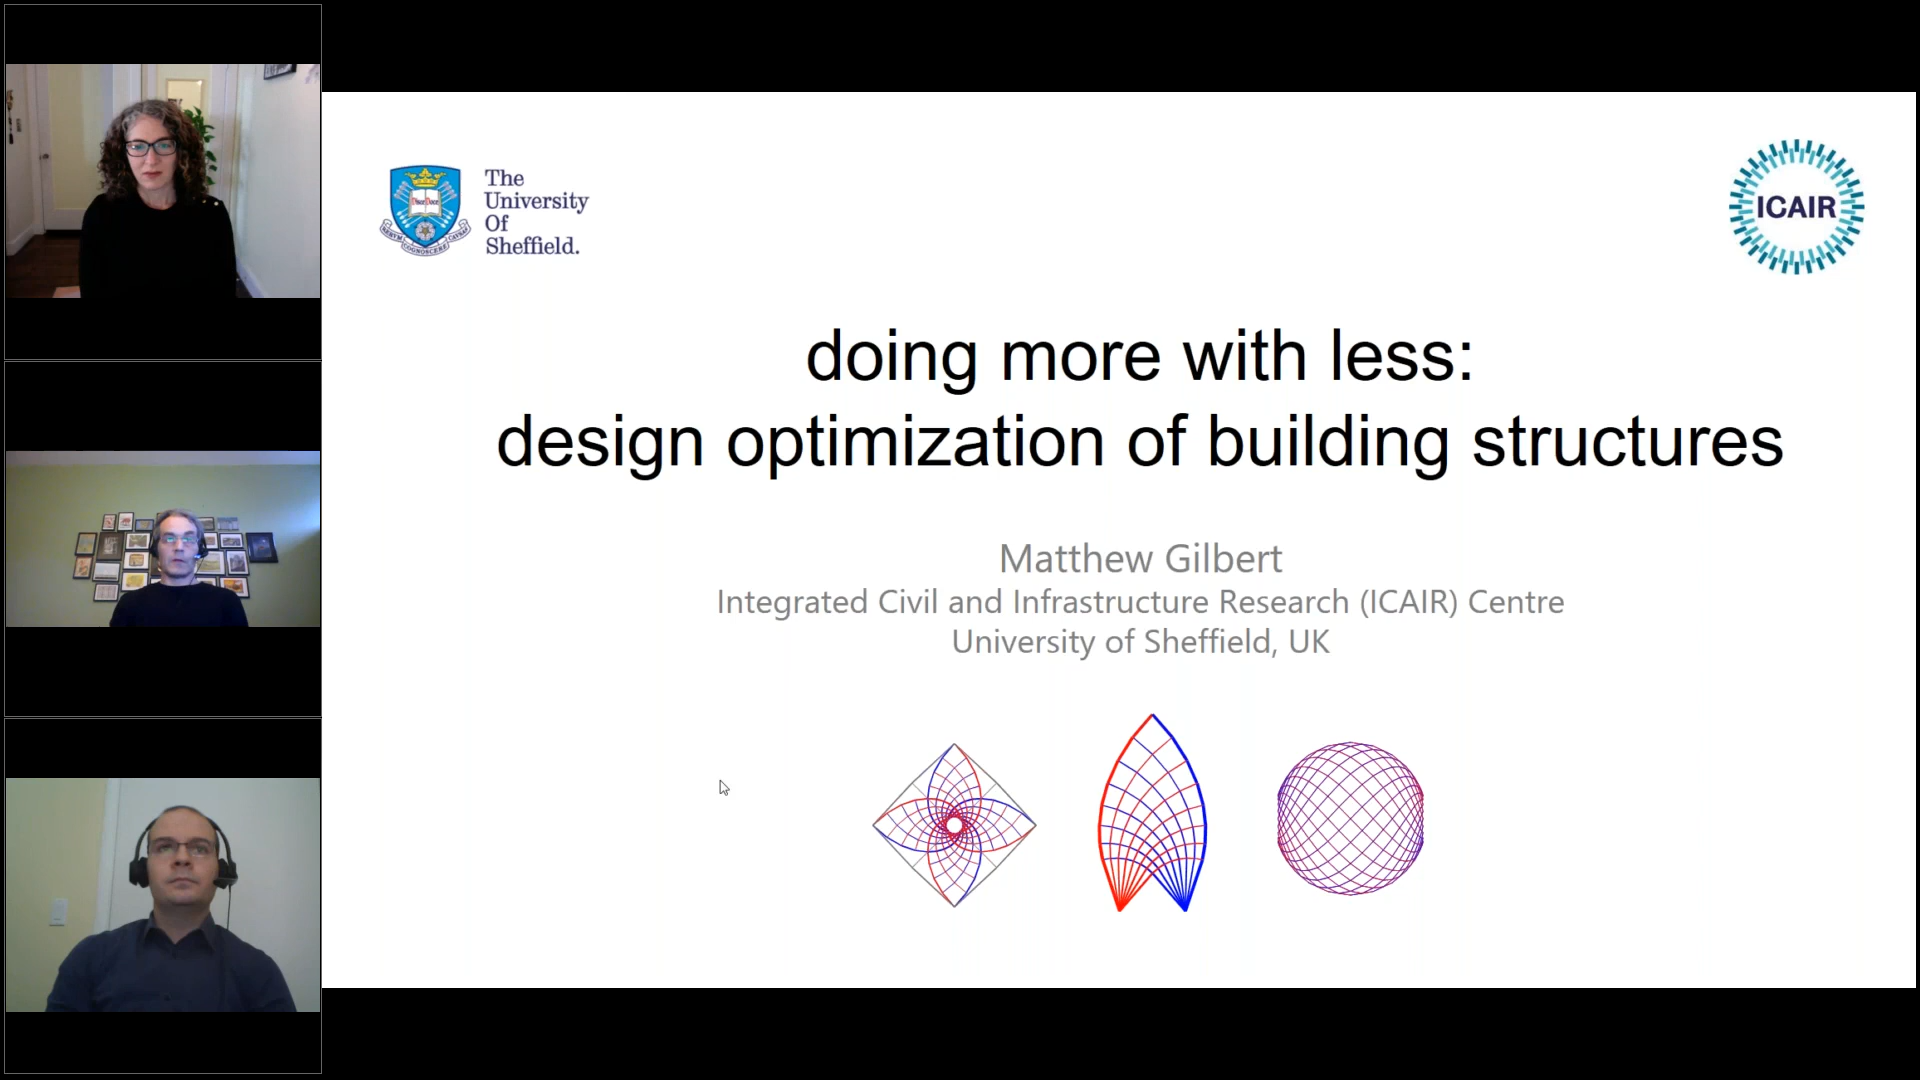 The
University
Of
Sheffield.
ICAIR
doing more with less:
design optimization of building structures
Matthew Gilbert
Integrated Civil and Infrastructure Research (ICAIR) Centre
University of Sheffield, UK